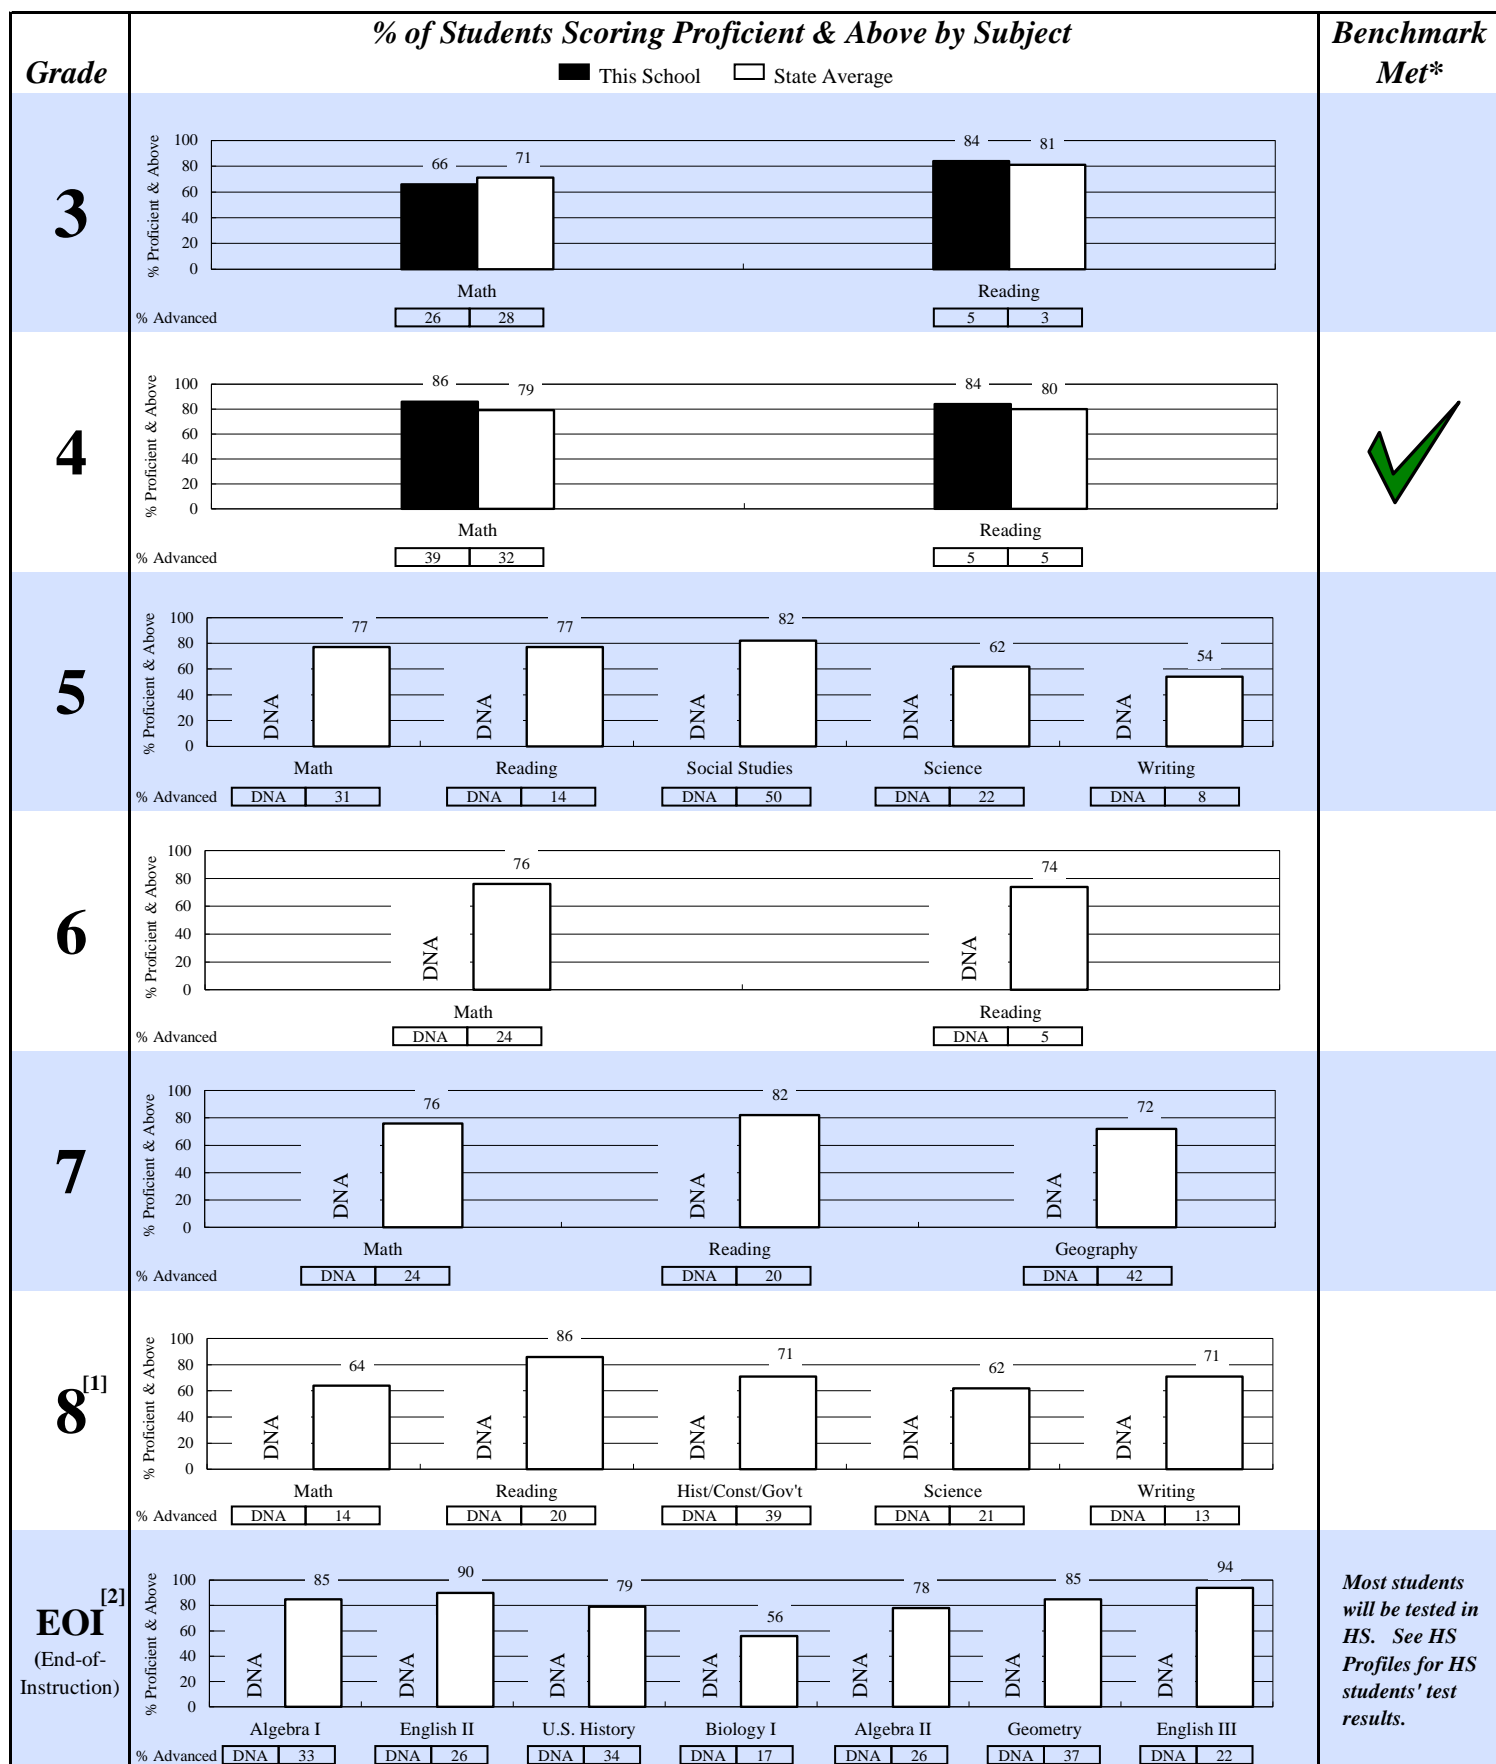 % of Students Scoring Proficient & Above by Subject
Benchmark
Met*
Grade
This School State Average
3
% Proficient & Above
100
80
60
40
20
0
66 71 84 81
Math Reading
% Advanced 26 28 5 3
4
% Proficient & Above
100
80
60
40
20
0
86 79 84 80
Math Reading
% Advanced 39 32 5 5
5
% Proficient & Above
100
80
60
40
20
0
DNA 77 DNA 77 DNA 82 DNA 62 DNA 54
Math Reading Social Studies Science Writing
% Advanced DNA 31 DNA 14 DNA 50 DNA 22 DNA 8
6
% Proficient & Above
100
80
60
40
20
0
DNA 76 DNA 74
Math Reading
% Advanced DNA 24 DNA 5
7
% Proficient & Above
100
80
60
40
20
0
DNA 76 DNA 82 DNA 72
Math Reading Geography
% Advanced DNA 24 DNA 20 DNA 42
8[1]
% Proficient & Above
100
80
60
40
20
0
DNA 64 DNA 86 DNA 71 DNA 62 DNA 71
Math Reading Hist/Const/Gov't Science Writing
% Advanced DNA 14 DNA 20 DNA 39 DNA 21 DNA 13
EOI[2]
(End-of-
Instruction)
% Proficient & Above
100
80
60
40
20
0
DNA 85 DNA 90 DNA 79 DNA 56 DNA 78 DNA 85 DNA 94
Algebra I English II U.S. History Biology I Algebra II Geometry English III
% Advanced DNA 33 DNA 26 DNA 34 DNA 17 DNA 26 DNA 37 DNA 22
Most students
will be tested in
HS. See HS
Profiles for HS
students' test
results.